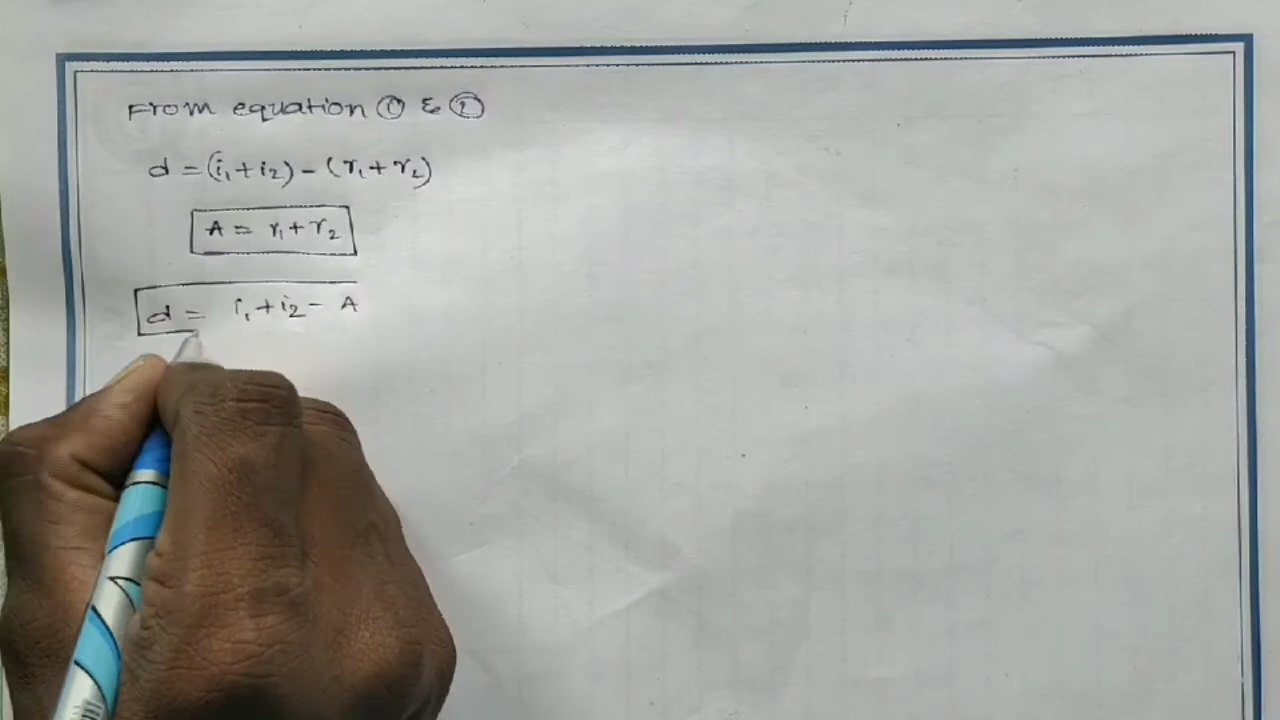 From equation ① & ②
d = (i₁ + i₂) - (r₁ + r₂)
A = r₁ + r₂
d = i₁ + i₂ - A